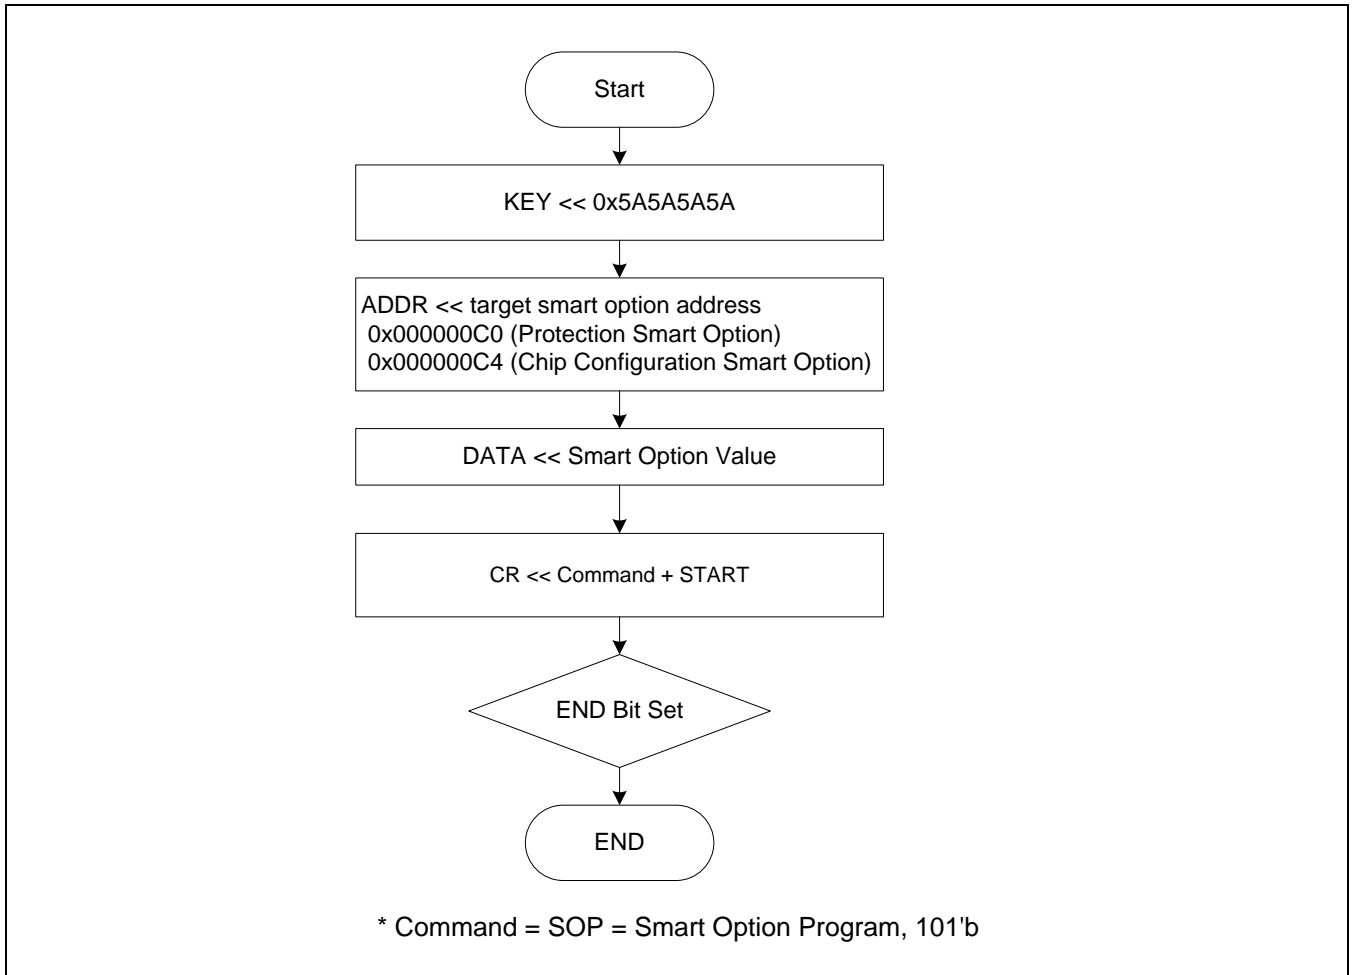 Start
KEY << 0x5A5A5A5A
ADDR << target smart option address
0x000000C0 (Protection Smart Option)
0x000000C4 (Chip Configuration Smart Option)
DATA << Smart Option Value
CR << Command + START
END Bit Set
END
* Command = SOP = Smart Option Program, 101'b